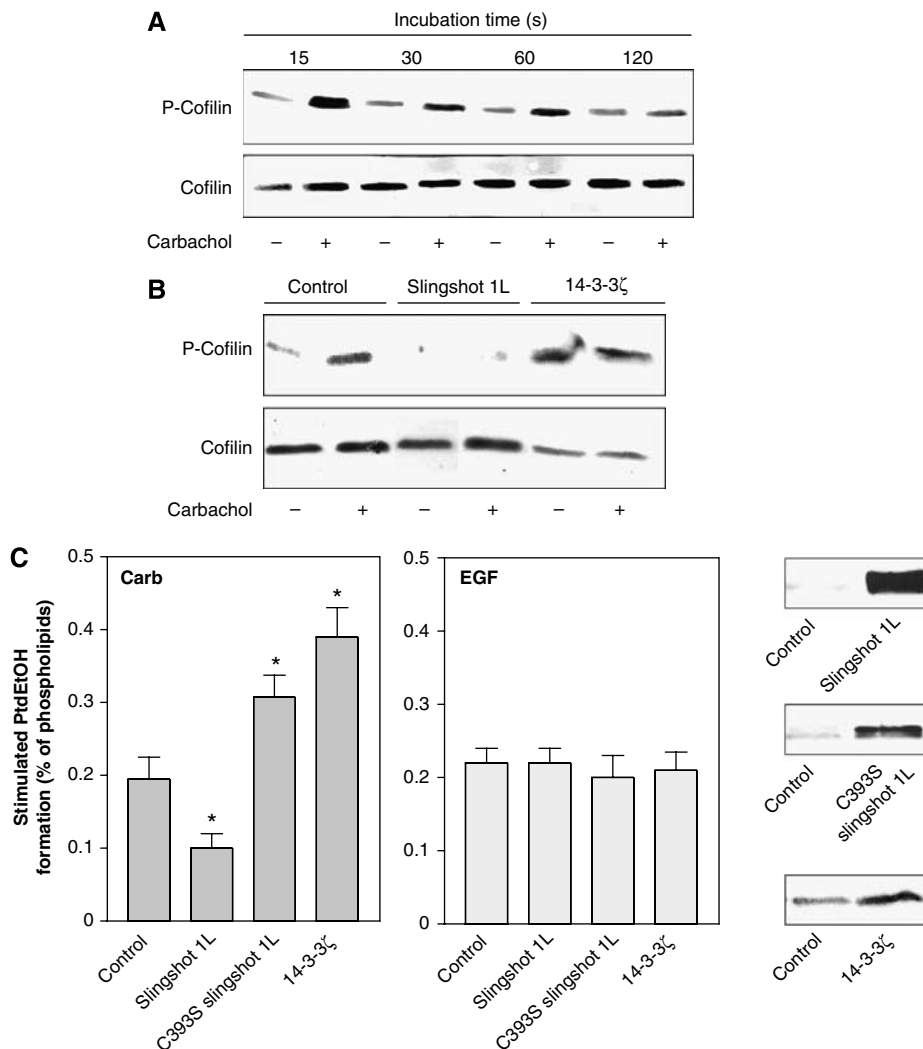 A
Incubation time (s)
15 30 60 120
P-Cofilin
Cofilin
Carbachol – + – + – + – +
B
Control Slingshot 1L 14-3-3ζ
P-Cofilin
Cofilin
Carbachol – + – + – +
C
Stimulated PtdEtOH
formation (% of phospholipids)
Carb
0.5
0.4
0.3
0.2
0.1
0
* * *
Control
Slingshot 1L
C393S slingshot 1L
14-3-3ζ
EGF
0.5
0.4
0.3
0.2
0.1
0
Control
Slingshot 1L
C393S slingshot 1L
14-3-3ζ
Control
Slingshot 1L
Control
C393S
slingshot 1L
Control
14-3-3ζ